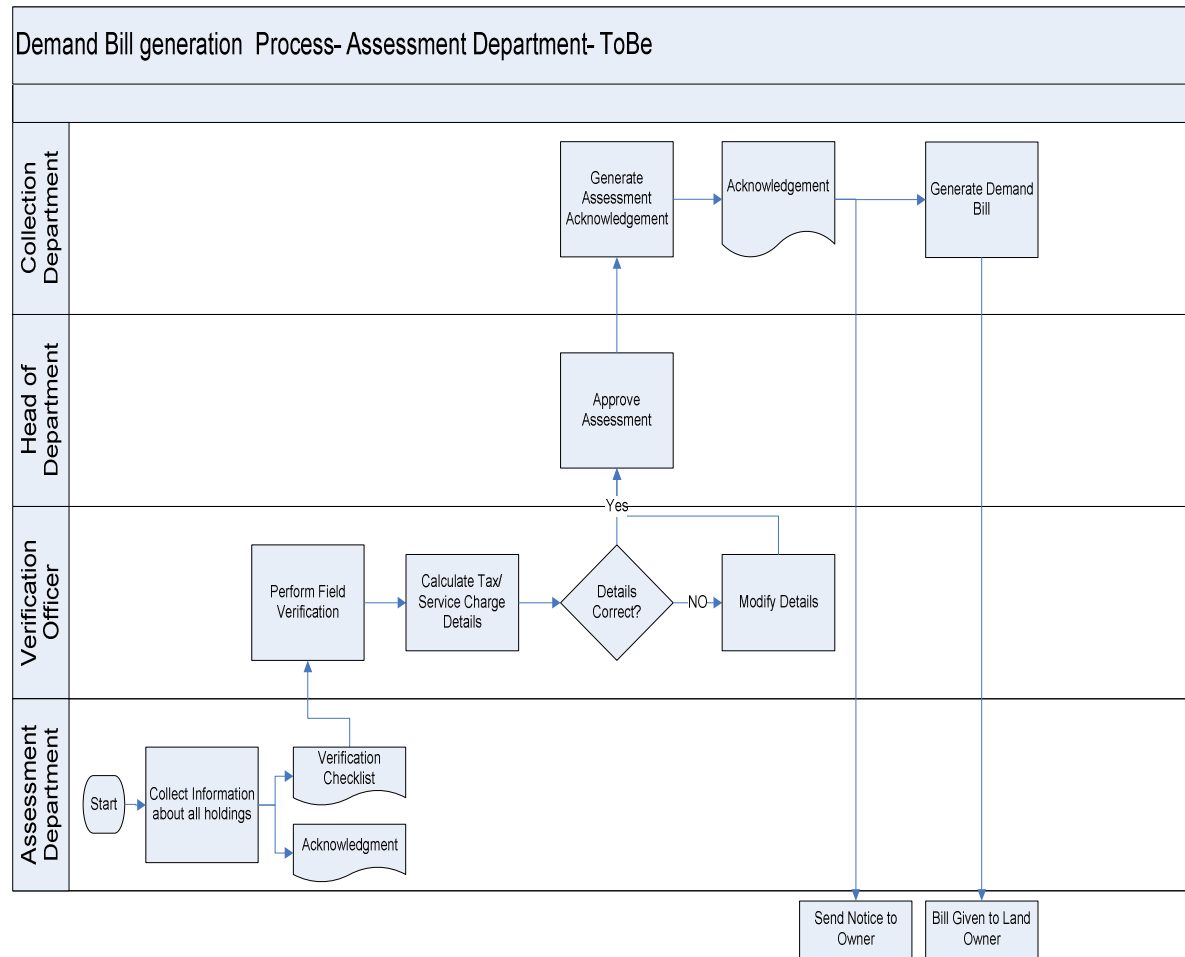 Demand Bill generation Process- Assessment Department- ToBe
Collection
Department
Generate
Assessment
Acknowledgement
Acknowledgement
Generate Demand
Bill
Head of
Department
Approve
Assessment
Yes
Verification
Officer
Perform Field
Verification
Calculate Tax/
Service Charge
Details
Details
Correct?
NO
Modify Details
Assessment
Department
Start
Collect Information
about all holdings
Verification
Checklist
Acknowledgment
Send Notice to
Owner
Bill Given to Land
Owner